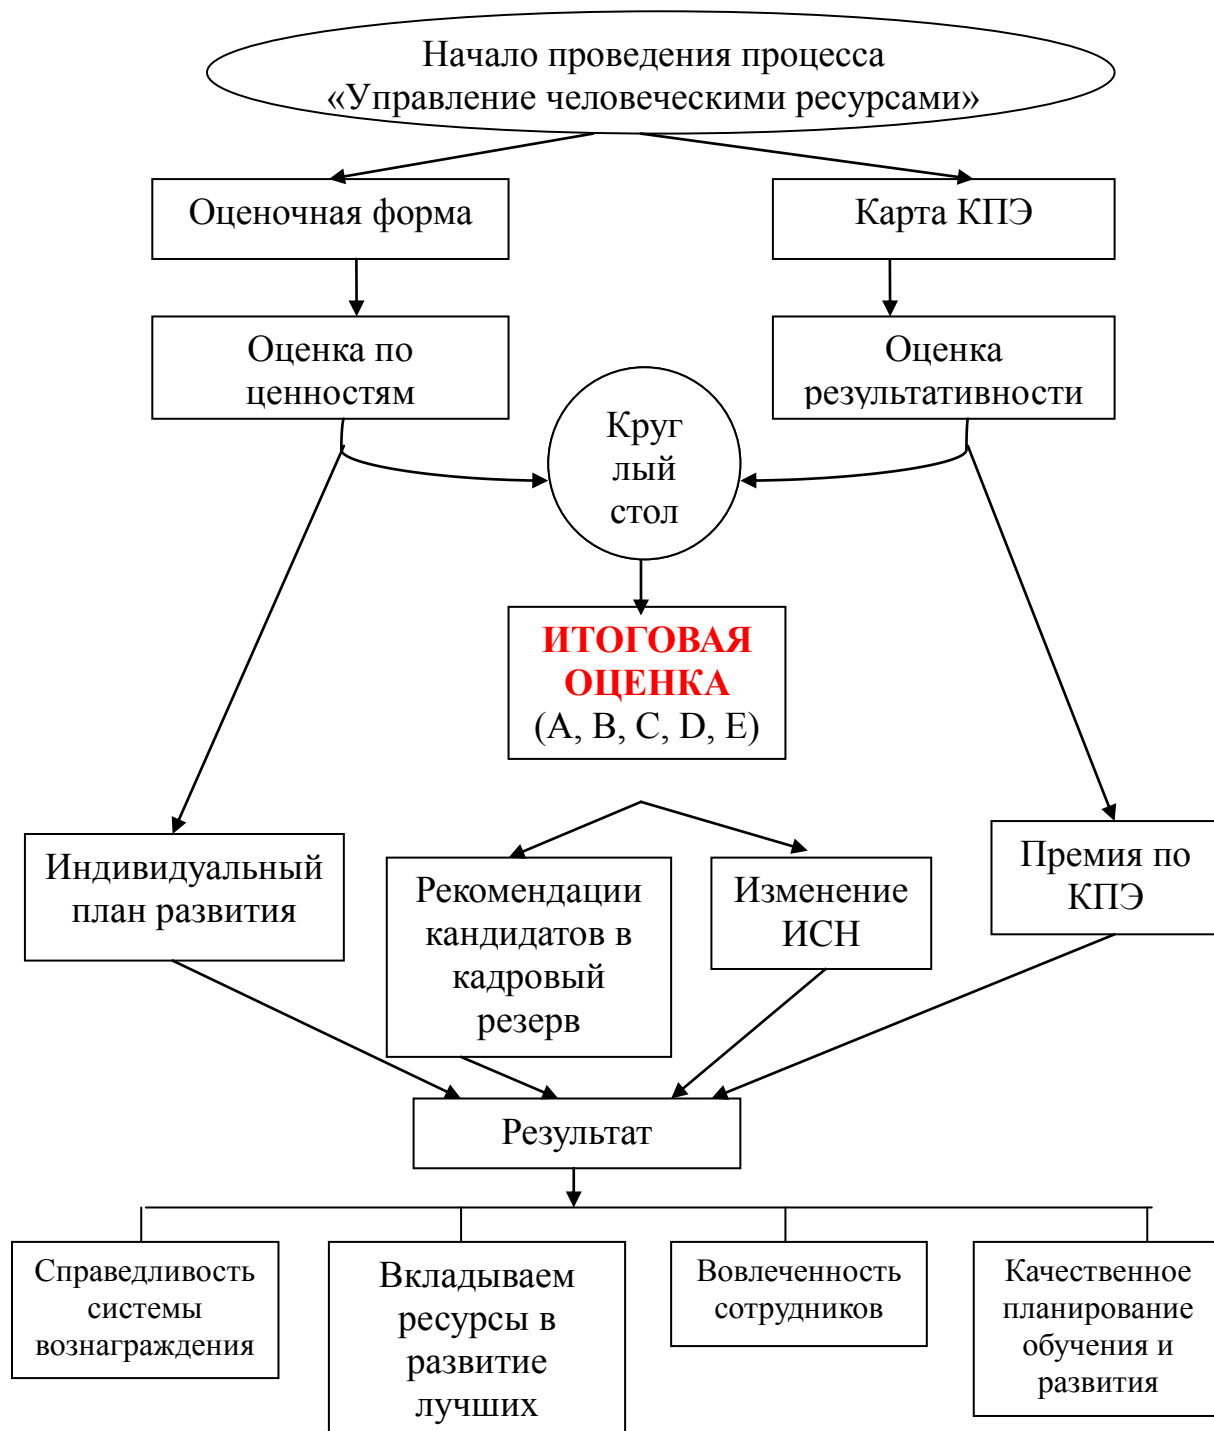 Начало проведения процесса
«Управление человеческими ресурсами»
Оценочная форма
Карта КПЭ
Оценка по
ценностям
Оценка
результативности
Круг
лый
стол
ИТОГОВАЯ
ОЦЕНКА
(A, B, C, D, E)
Индивидуальный
план развития
Рекомендации
кандидатов в
кадровый
резерв
Изменение
ИСН
Премия по
КПЭ
Результат
Справедливость
системы
вознаграждения
Вкладываем
ресурсы в
развитие
лучших
Вовлеченность
сотрудников
Качественное
планирование
обучения и
развития